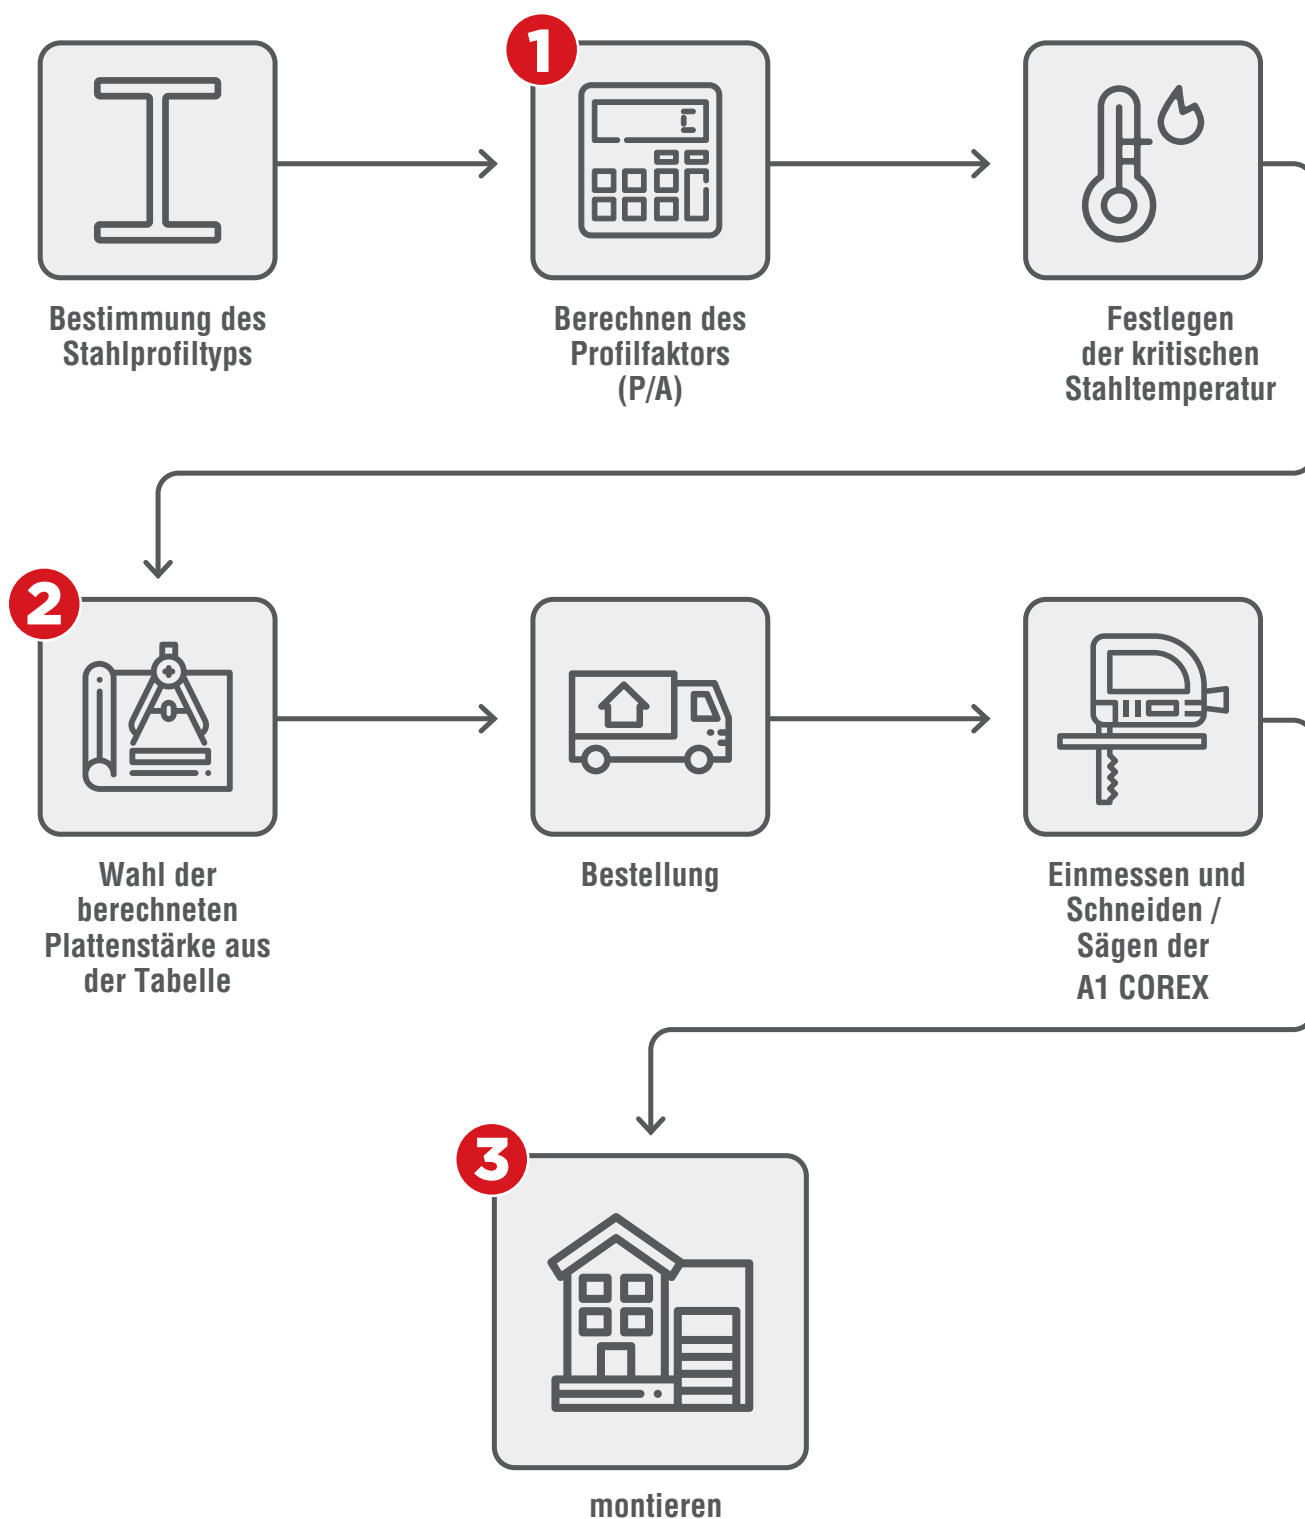 1
Bestimmung des
Stahlprofiltyps
Berechnen des
Profilfaktors
(P/A)
Festlegen
der kritischen
Stahltemperatur
2
Wahl der
berechneten
Plattenstärke aus
der Tabelle
Bestellung
Einmessen und
Schneiden /
Sägen der
A1 COREX
3
montieren